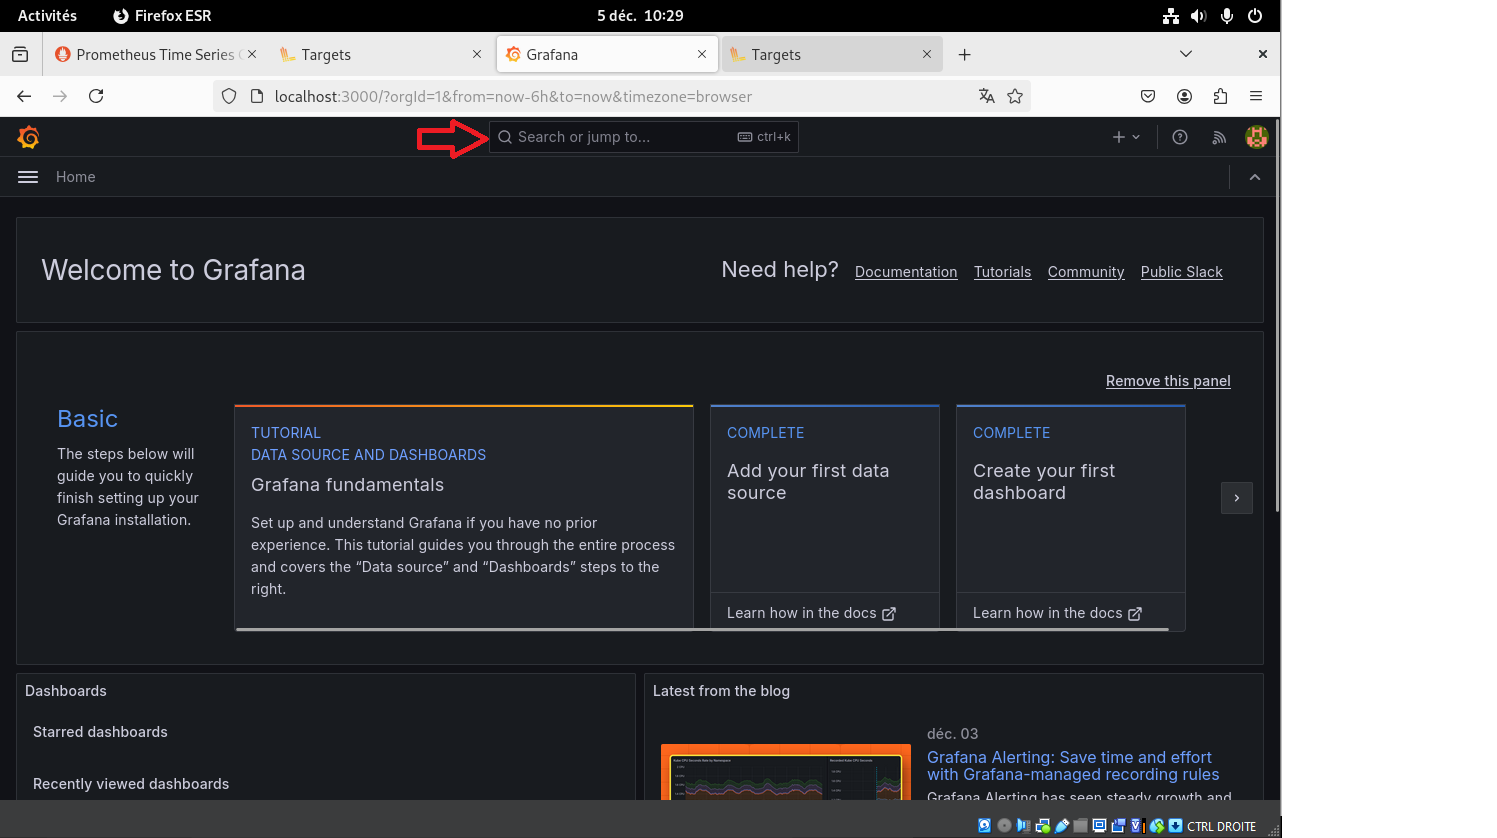 Activités
Firefox ESR
5 déc. 10:29
Prometheus Time Series
Targets
Grafana
Targets
localhost:3000/?orgId=1&from=now-6h&to=now&timezone=browser
Search or jump to...
ctrl+k
Home
Welcome to Grafana
Need help?
Documentation
Tutorials
Community
Public Slack
Remove this panel
Basic
The steps below will
guide you to quickly
finish setting up your
Grafana installation.
TUTORIAL
DATA SOURCE AND DASHBOARDS
Grafana fundamentals
Set up and understand Grafana if you have no prior
experience. This tutorial guides you through the entire process
and covers the “Data source” and “Dashboards” steps to the
right.
COMPLETE
Add your first data
source
Learn how in the docs
COMPLETE
Create your first
dashboard
Learn how in the docs
Dashboards
Starred dashboards
Recently viewed dashboards
Latest from the blog
déc. 03
Grafana Alerting: Save time and effort
with Grafana-managed recording rules
Grafana Alerting has seen steady growth and
CTRL DROITE